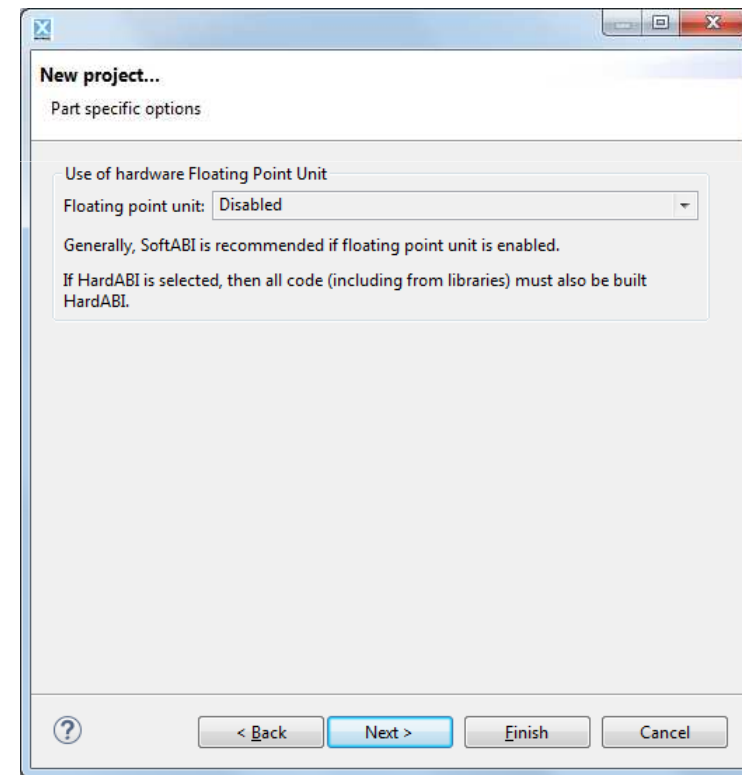 New project...
Part specific options
Use of hardware Floating Point Unit
Floating point unit: Disabled
Generally, SoftABI is recommended if floating point unit is enabled.
If HardABI is selected, then all code (including from libraries) must also be built
HardABI.
? < Back Next > Finish Cancel